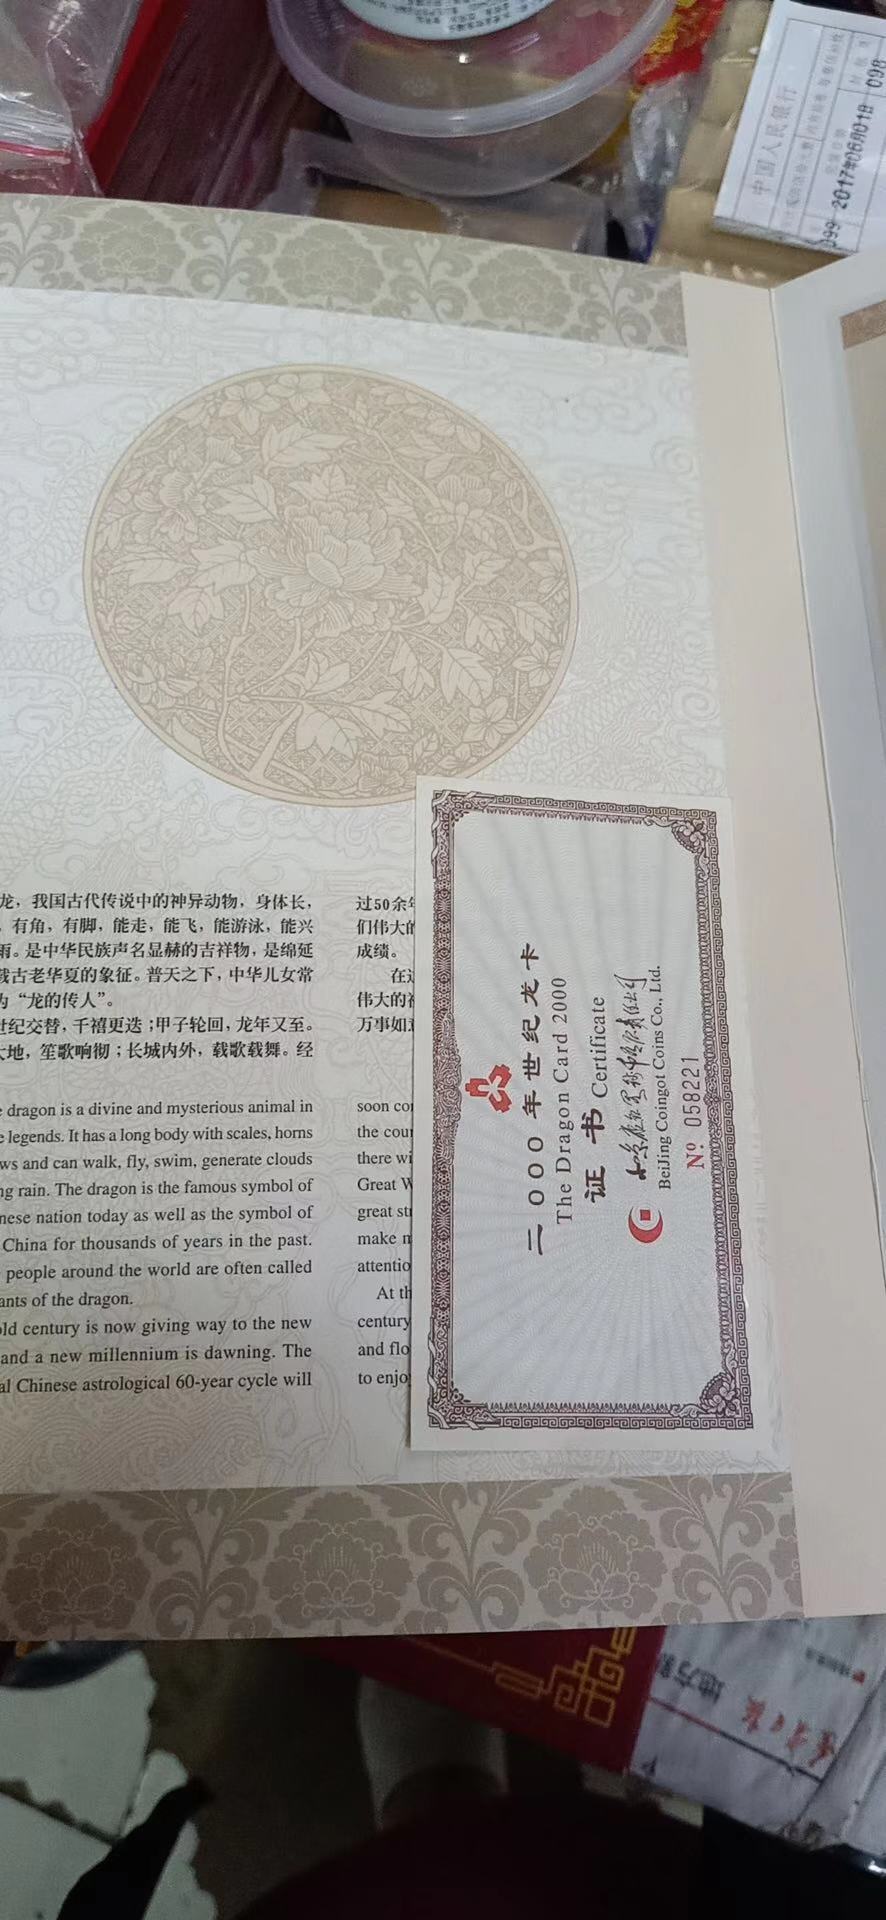 中国人民银行
2017年06月01日
098
099
龙，我国古代传说中的神异动物，身体长，
，有角，有脚，能走，能飞，能游泳，能兴
雨。是中华民族声名显赫的吉祥物，是绵延
载古老华夏的象征。普天之下，中华儿女常
为“龙的传人”。
世纪交替，千禧更迭；甲子轮回，龙年又至。
大地，笙歌响彻；长城内外，载歌载舞。经
过50余年
们伟大的
成绩。
在这
伟大的
万事如意
e dragon is a divine and mysterious animal in
e legends. It has a long body with scales, horns
ws and can walk, fly, swim, generate clouds
ng rain. The dragon is the famous symbol of
nese nation today as well as the symbol of
China for thousands of years in the past.
people around the world are often called
ants of the dragon.
old century is now giving way to the new
and a new millennium is dawning. The
al Chinese astrological 60-year cycle will
soon co
the cou
there wi
Great W
great st
make
attentio
At th
century
and flo
to enjo
二〇〇〇年世纪龙卡
The Dragon Card 2000
证书 Certificate
BeiJing Coingot Coins Co., Ltd.
Nº 058221
地方